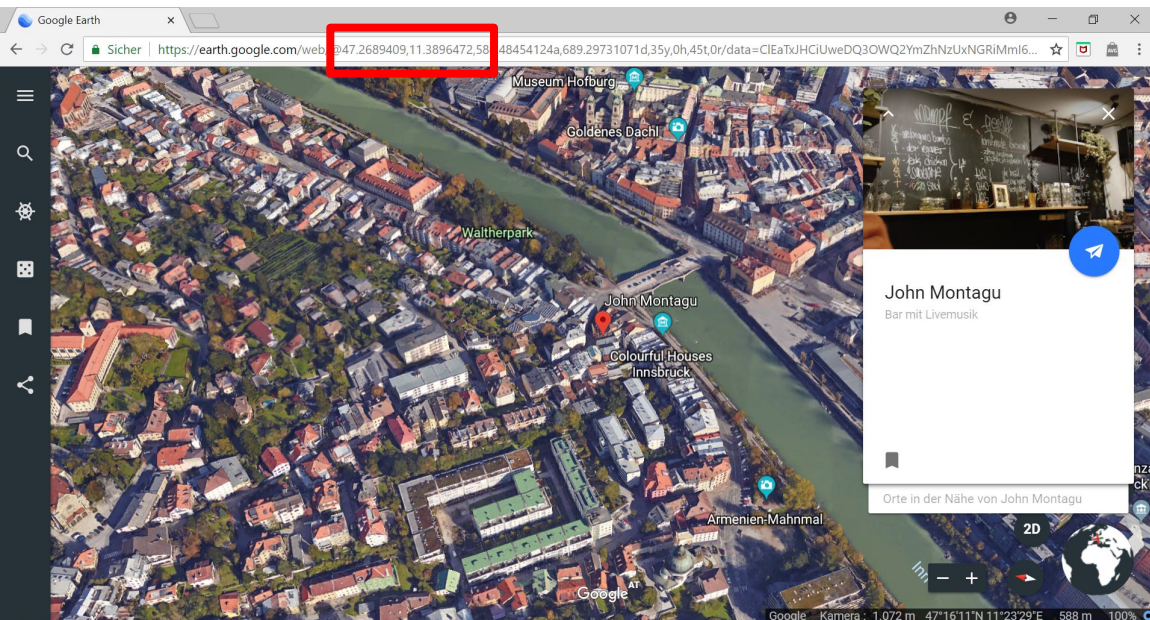 Google Earth
Sicher | https://earth.google.com/web/@47.2689409,11.3896472,58 48454124a,689.29731071d,35y,0h,45t,0r/data=
Museum Hofburg
Goldenes Dachl
Waltherpark
John Montagu
Colourful Houses
Innsbruck
Armenien-Mahnmal
Inn
Google
AT
John Montagu
Bar mit Livemusik
Orte in der Nähe von John Montagu
2D
Google Kamera: 1.072 m 47°16'11"N 11°23'29"E 588 m 100%